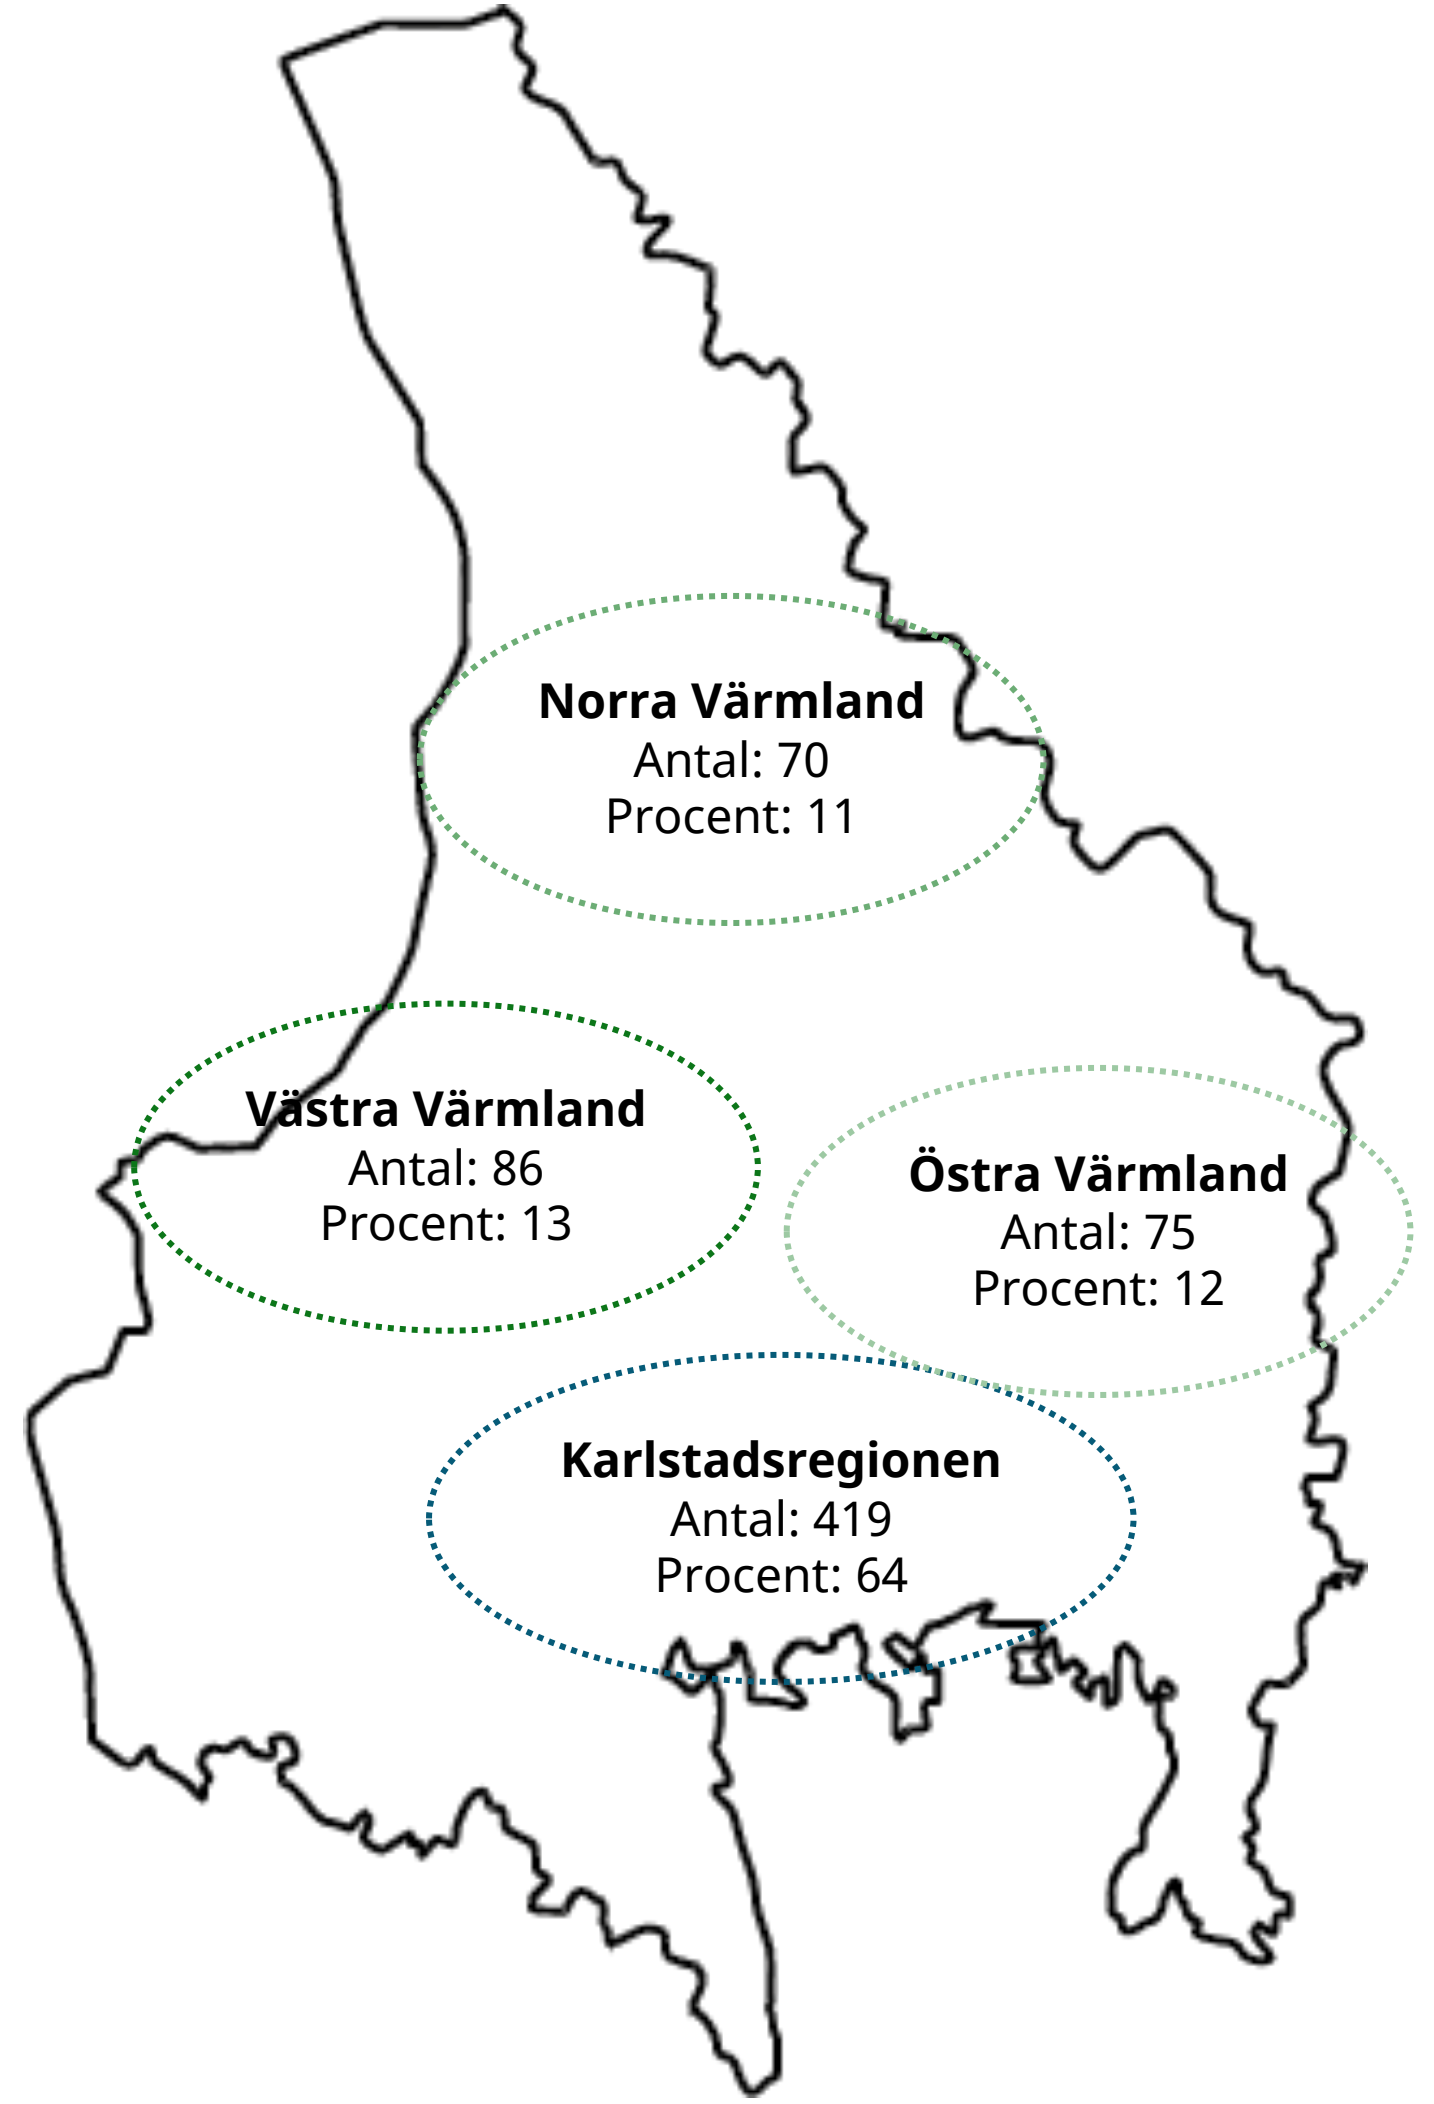 Norra Värmland
Antal: 70
Procent: 11
Västra Värmland
Antal: 86
Procent: 13
Östra Värmland
Antal: 75
Procent: 12
Karlstadsregionen
Antal: 419
Procent: 64